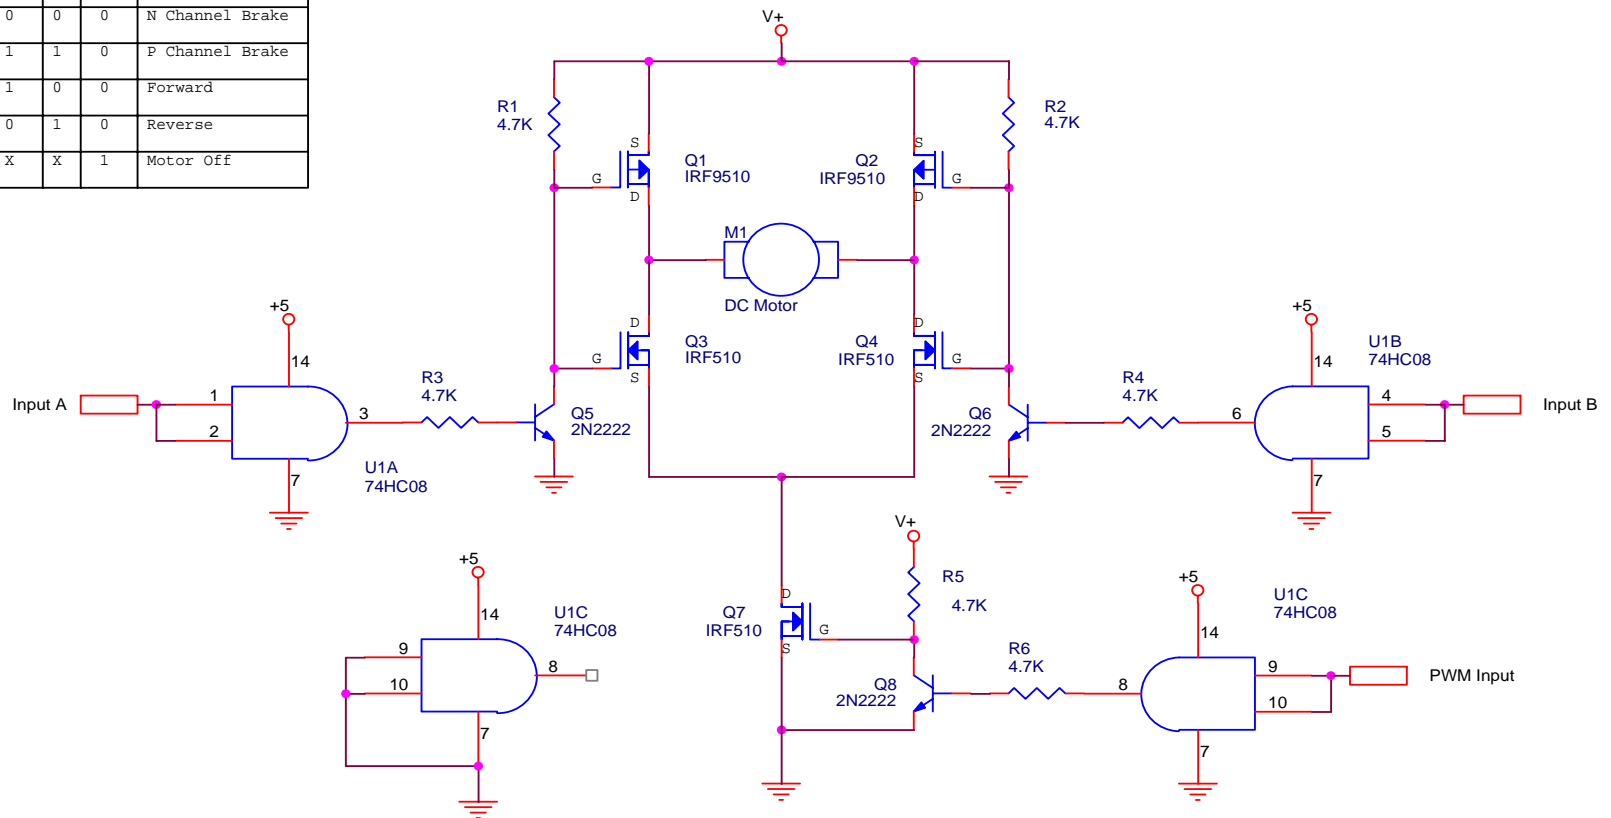 0 0 0 N Channel Brake
1 1 0 P Channel Brake
1 0 0 Forward
0 1 0 Reverse
X X 1 Motor Off
V+
R1
4.7K
R2
4.7K
S
Q1
IRF9510
G
D
S
Q2
IRF9510
G
D
M1
DC Motor
D
Q3
IRF510
G
S
D
Q4
IRF510
G
S
+5
14
Input A
1
2
3
7
U1A
74HC08
R3
4.7K
Q5
2N2222
Q6
2N2222
R4
4.7K
+5
14
U1B
74HC08
6
4
5
7
Input B
+5
14
U1C
74HC08
9
10
8
7
V+
R5
4.7K
D
Q7
IRF510
G
S
Q8
2N2222
R6
4.7K
+5
14
U1C
74HC08
8
9
10
7
PWM Input